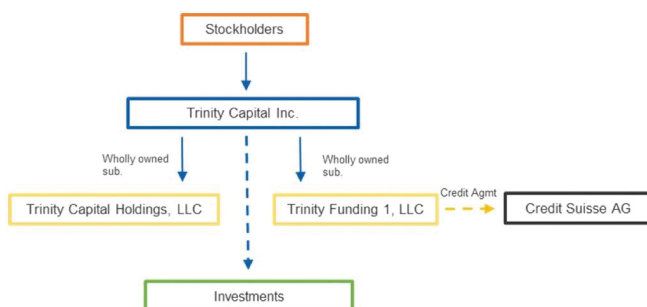 Stockholders
Trinity Capital Inc.
Wholly owned
sub.
Wholly owned
sub.
Credit Agmt
Trinity Capital Holdings, LLC
Trinity Funding 1, LLC
Credit Suisse AG
Investments